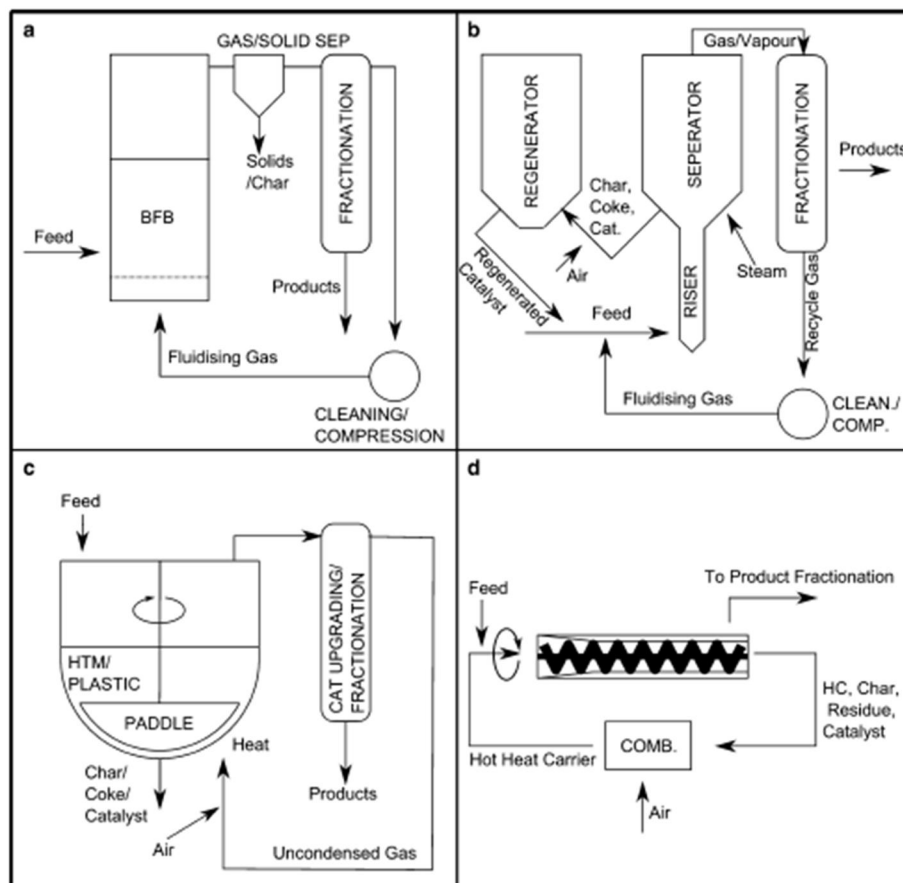 a
GAS/SOLID SEP
FRACTIONATION
Solids
/Char
BFB
Feed
Products
Fluidising Gas
CLEANING/
COMPRESSION
b
Gas/Vapour
REGENERATOR
SEPERATOR
FRACTIONATION
Products
Char,
Coke,
Cat.
Air
Steam
Regenerated
Catalyst
Feed
RISER
Recycle Gas
Fluidising Gas
CLEAN./
COMP.
c
Feed
CAT UPGRADING/
FRACTIONATION
HTM/
PLASTIC
PADDLE
Heat
Char/
Coke/
Catalyst
Products
Air
Uncondensed Gas
d
To Product Fractionation
Feed
HC, Char,
Residue,
Catalyst
COMB.
Hot Heat Carrier
Air